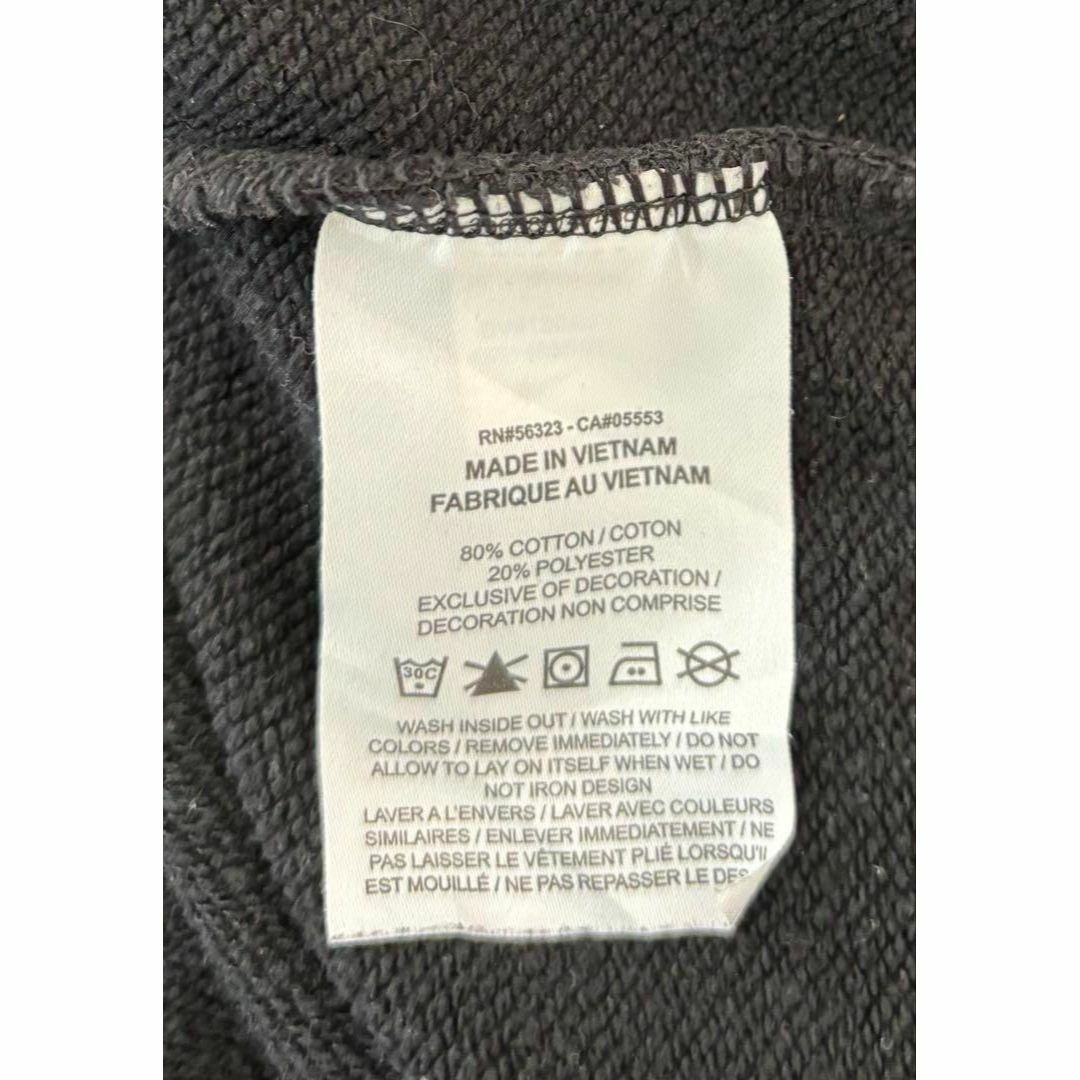 RN#56323 - CA#05553
MADE IN VIETNAM
FABRIQUE AU VIETNAM
80% COTTON / COTON
20% POLYESTER
EXCLUSIVE OF DECORATION /
DECORATION NON COMPRISE
30C
WASH INSIDE OUT / WASH WITH LIKE
COLORS / REMOVE IMMEDIATELY / DO NOT
ALLOW TO LAY ON ITSELF WHEN WET / DO
NOT IRON DESIGN
LAVER A L'ENVERS / LAVER AVEC COULEURS
SIMILAIRES / ENLEVER IMMEDIATEMENT / NE
PAS LAISSER LE VÊTEMENT PLIÉ LORSQU'Il
EST MOUILLÉ / NE PAS REPASSER LE